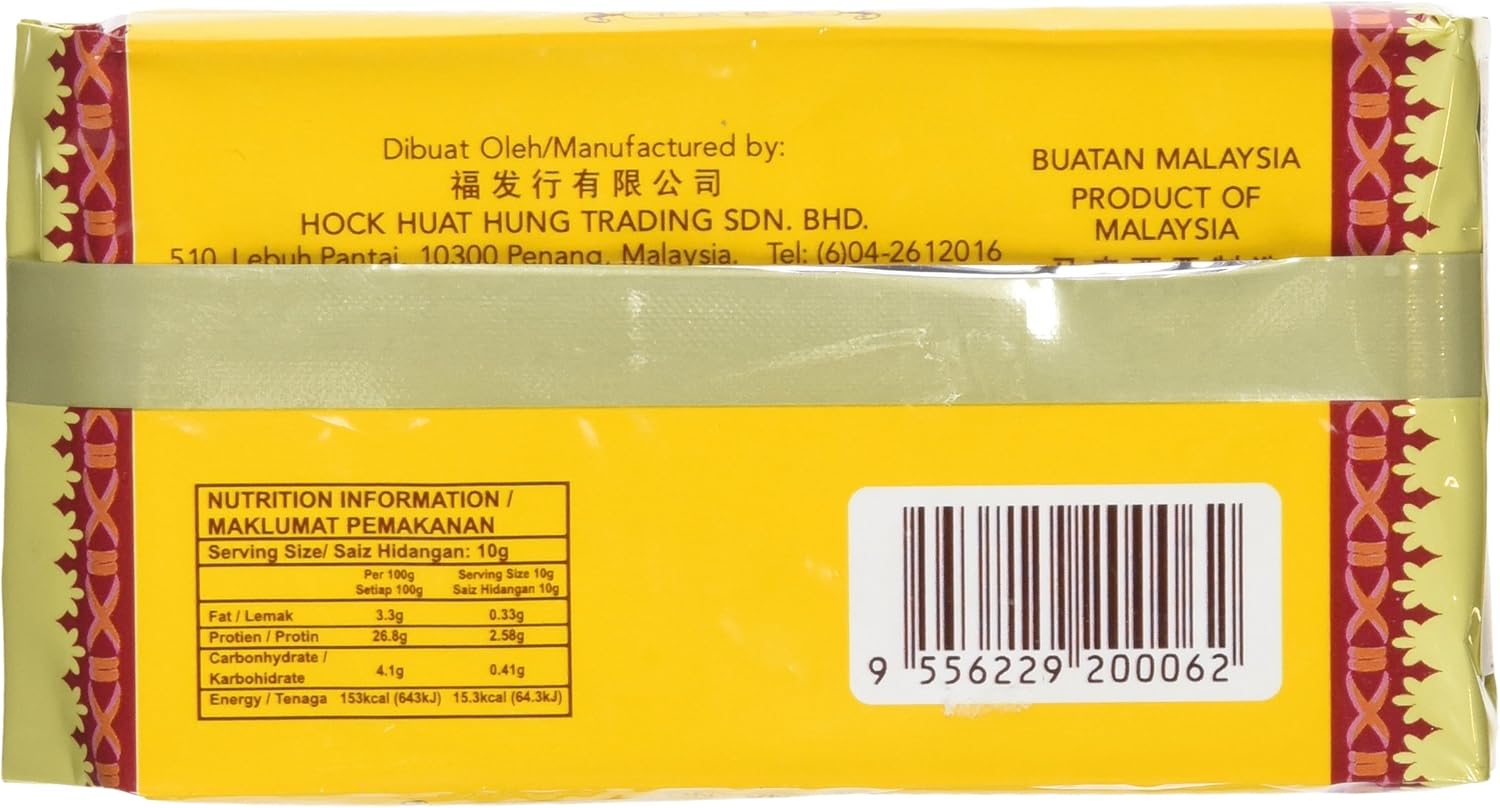 Dibuat Oleh/Manufactured by:
福发行有限公司
HOCK HUAT HUNG TRADING SDN. BHD.
510, Lebuh Pantai, 10300 Penang, Malaysia. Tel: (6)04-2612016
BUATAN MALAYSIA
PRODUCT OF
MALAYSIA
NUTRITION INFORMATION /
MAKLUMAT PEMAKANAN
Serving Size/ Saiz Hidangan: 10g
Per 100g Serving Size 10g
Setiap 100g Saiz Hidangan 10g
Fat / Lemak 3.3g 0.33g
Protien / Protin 26.8g 2.58g
Carbonhydrate /
Karbohidrate 4.1g 0.41g
Energy / Tenaga 153kcal (643kJ) 15.3kcal (64.3kJ)
9 556229 200062